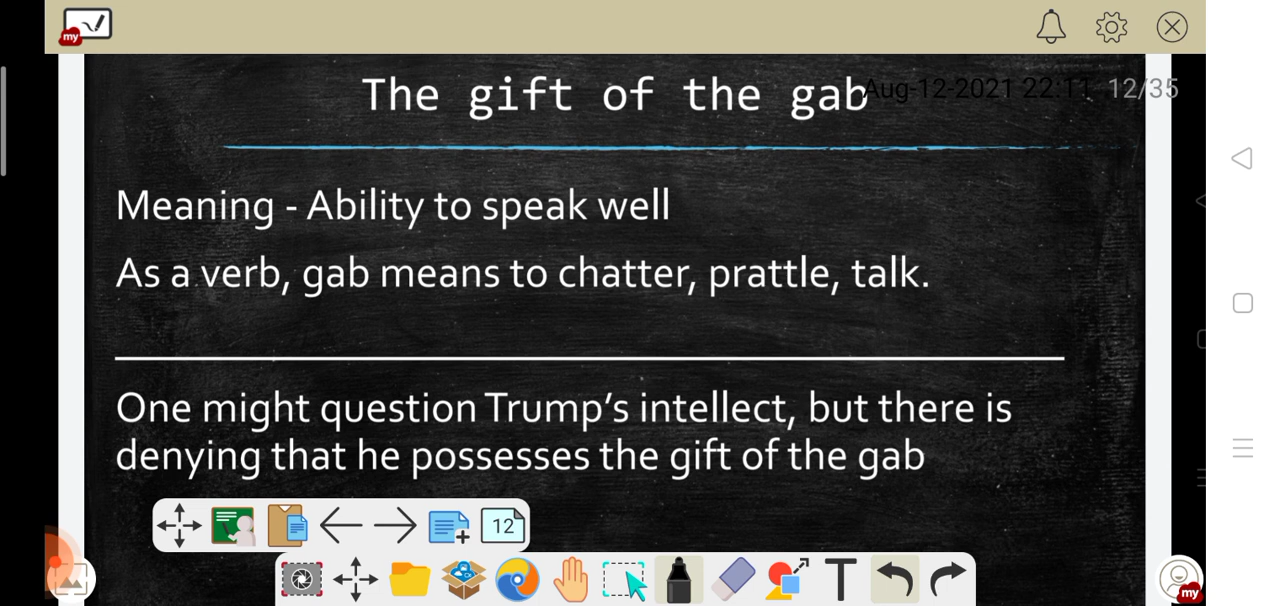 my
The gift of the gab
Aug-12-2021 22:11 12/35
Meaning - Ability to speak well
As a verb, gab means to chatter, prattle, talk.
One might question Trump's intellect, but there is
denying that he possesses the gift of the gab
12
T
my